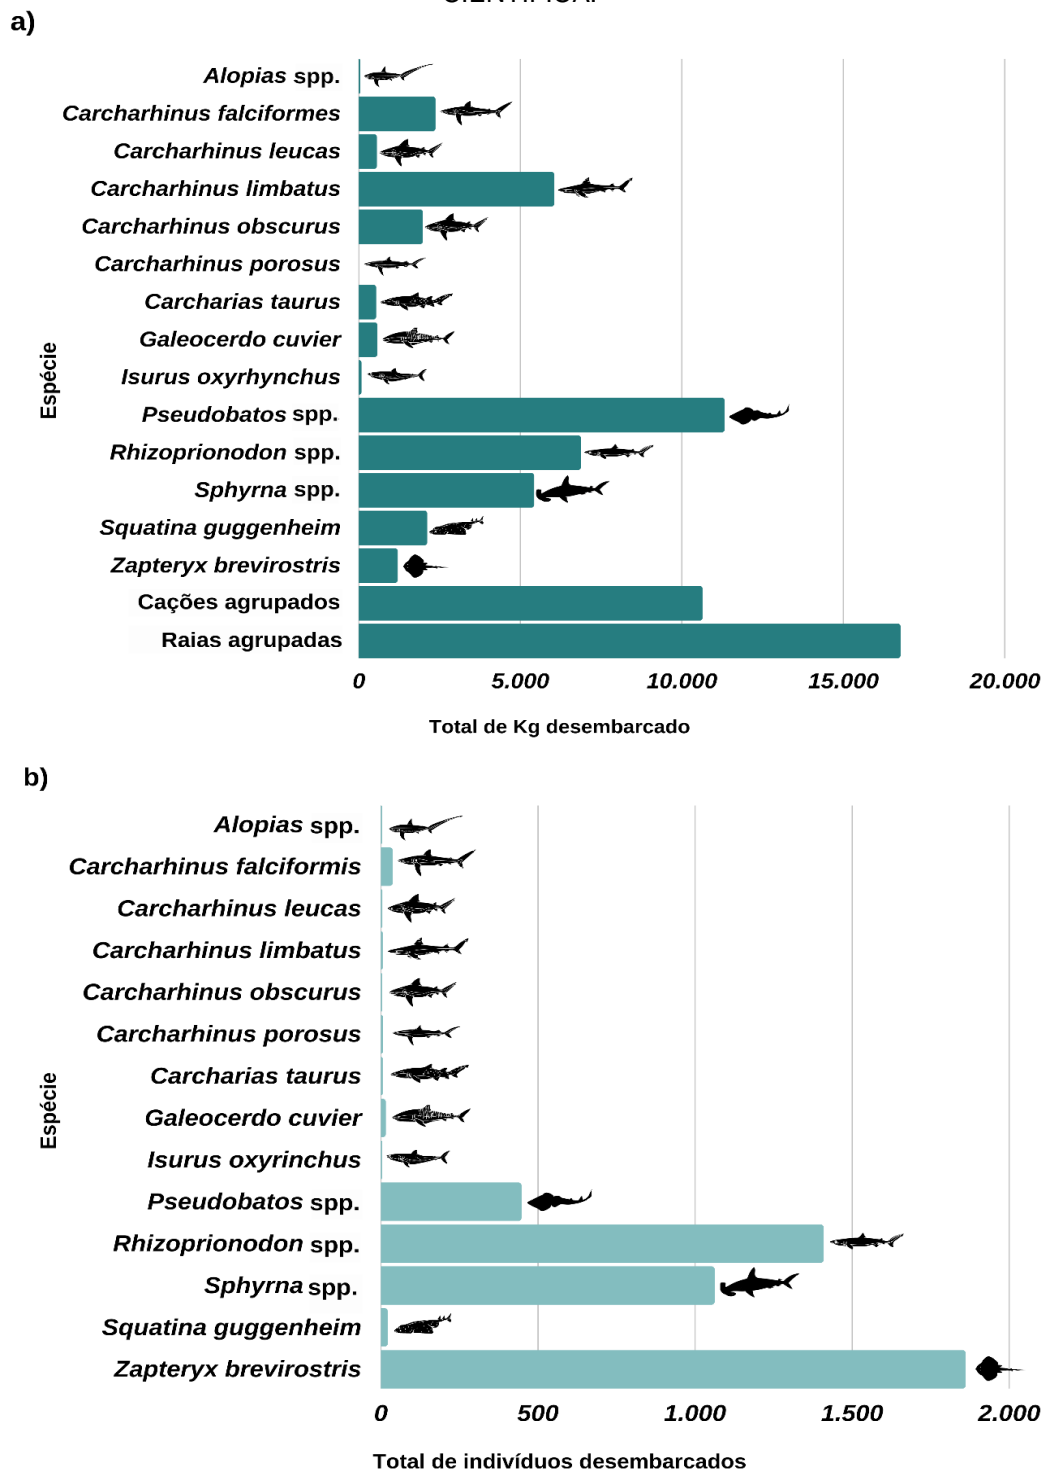 a)
Alopias spp.
Carcharhinus falciformes
Carcharhinus leucas
Carcharhinus limbatus
Carcharhinus obscurus
Carcharhinus porosus
Carcharias taurus
Galeocerdo cuvier
Isurus oxyrhynchus
Pseudobatos spp.
Rhizoprionodon spp.
Sphyrna spp.
Squatina guggenheim
Zapteryx brevirostris
Cações agrupados
Raias agrupadas
Espécie
0 5.000 10.000 15.000 20.000
Total de Kg desembarcado
b)
Alopias spp.
Carcharhinus falciformis
Carcharhinus leucas
Carcharhinus limbatus
Carcharhinus obscurus
Carcharhinus porosus
Carcharias taurus
Galeocerdo cuvier
Isurus oxyrinchus
Pseudobatos spp.
Rhizoprionodon spp.
Sphyrna spp.
Squatina guggenheim
Zapteryx brevirostris
Espécie
0 500 1.000 1.500 2.000
Total de indivíduos desembarcados